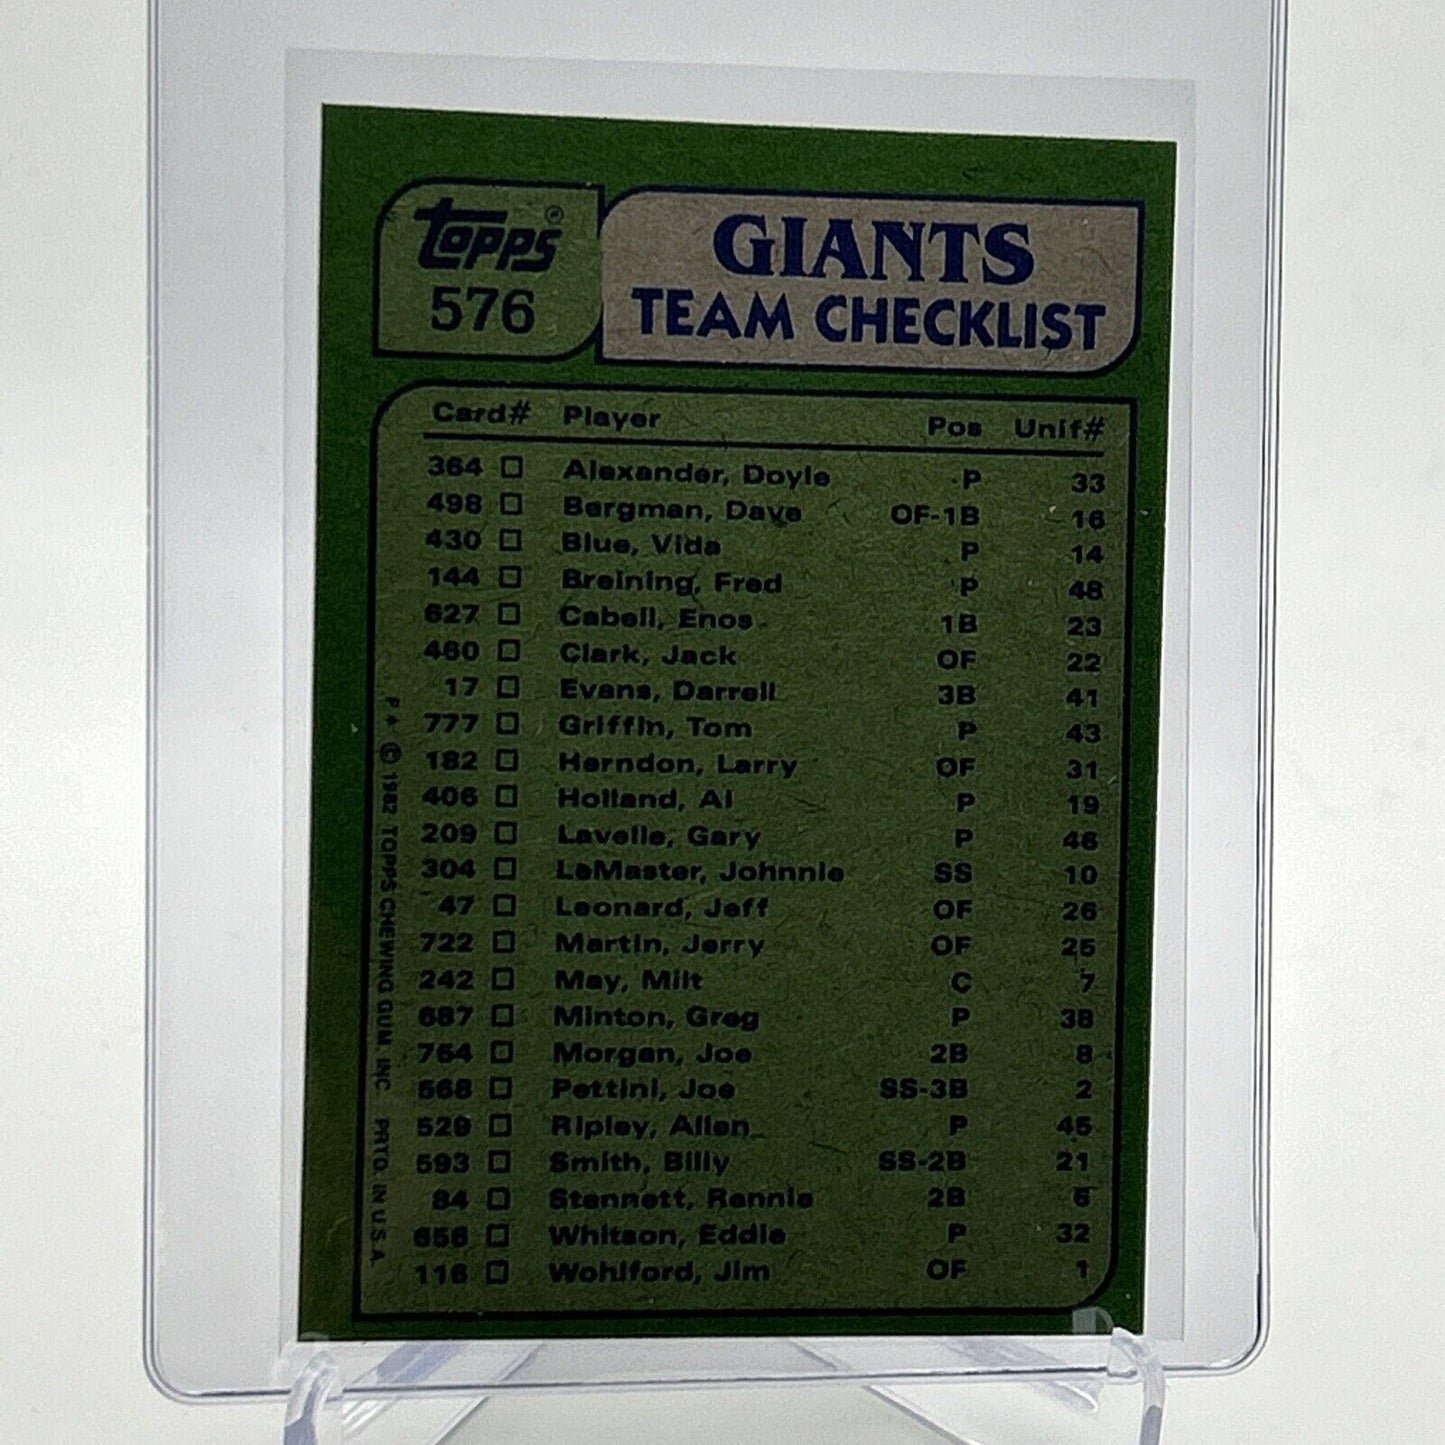 topps®
576
GIANTS
TEAM CHECKLIST
Card# Player Pos Unif#
364 Alexander, Doyle P 33
498 Bergman, Dave OF-1B 16
430 Blue, Vida P 14
144 Breining, Fred P 48
627 Cabell, Enos 1B 23
460 Clark, Jack OF 22
17 Evans, Darrell 3B 41
777 Griffin, Tom P 43
182 Herndon, Larry OF 31
406 Holland, Al P 19
209 Lavelle, Gary P 46
304 LeMaster, Johnnie SS 10
47 Leonard, Jeff OF 26
722 Martin, Jerry OF 25
242 May, Milt C 7
687 Minton, Greg P 38
754 Morgan, Joe 2B 8
568 Pettini, Joe SS-3B 2
529 Ripley, Allen P 45
593 Smith, Billy SS-2B 21
84 Stennett, Rennie 2B 6
656 Whitson, Eddie P 32
116 Wohlford, Jim OF 1
F* © 1982 TOPPS CHEWING GUM, INC. PRTD. IN U.S.A.